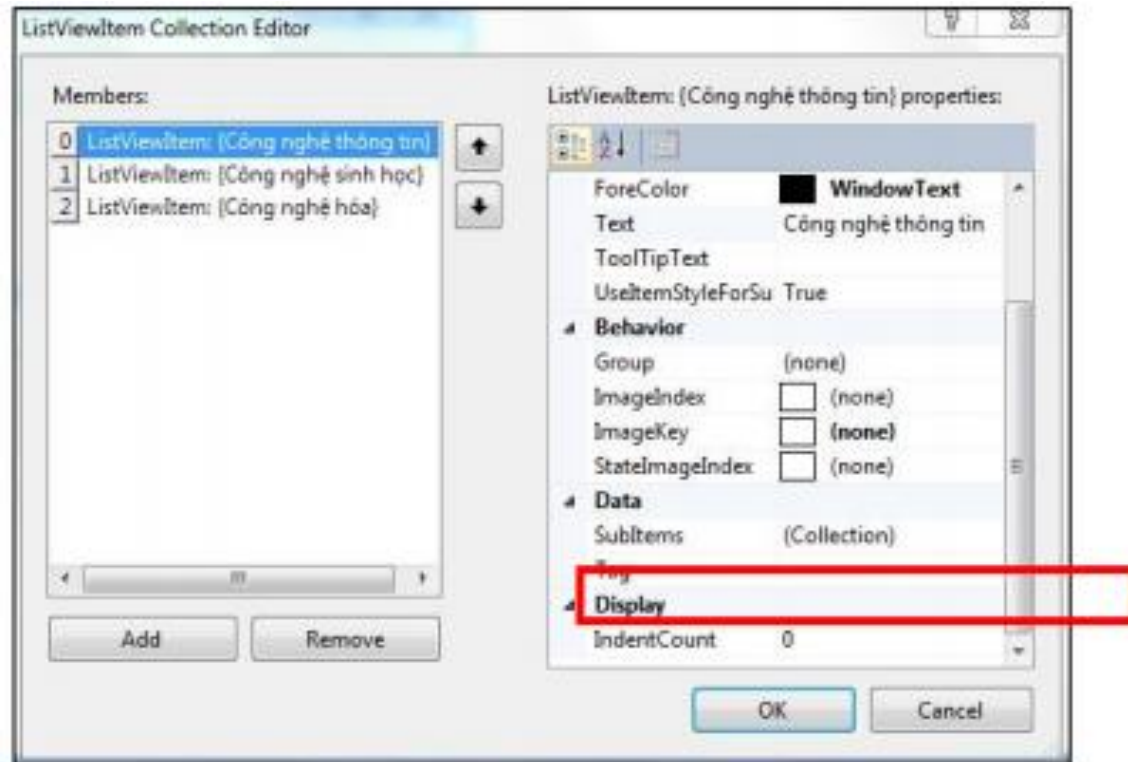 ListViewItem Collection Editor
Members:
0 ListViewItem: {Công nghệ thông tin}
1 ListViewItem: {Công nghệ sinh học}
2 ListViewItem: {Công nghệ hóa}
Add
Remove
ListViewItem: {Công nghệ thông tin} properties:
ForeColor WindowText
Text Công nghệ thông tin
ToolTipText
UseItemStyleForSu True
Behavior
Group (none)
ImageIndex (none)
ImageKey (none)
StateImageIndex (none)
Data
SubItems (Collection)
Tag
Display
IndentCount 0
OK
Cancel